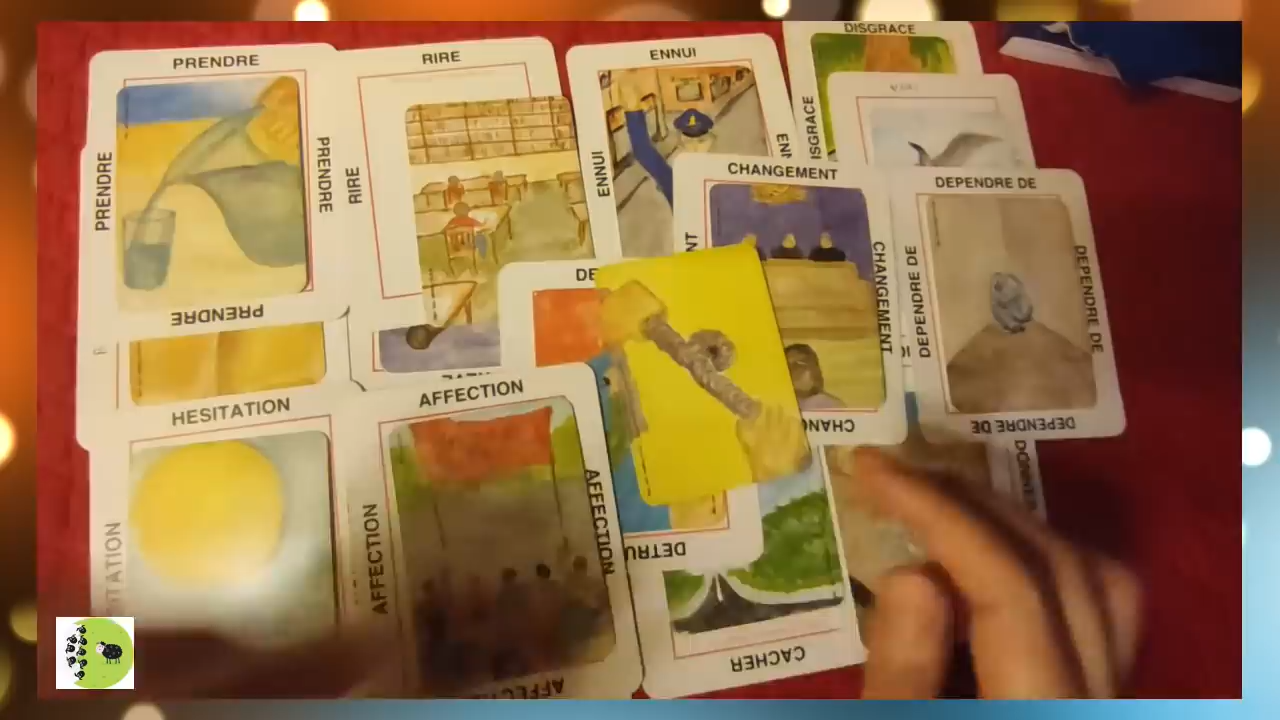 PRENDRE
PRENDRE
PRENDRE
PRENDRE
RIRE
RIRE
ENNUI
ENNUI
DISGRACE
CHANGEMENT
CHANGEMENT
DEPENDRE DE
DEPENDRE DE
DEPENDRE DE
DEPENDRE DE
HESITATION
AFFECTION
AFFECTION
AFFECTION
CACHER